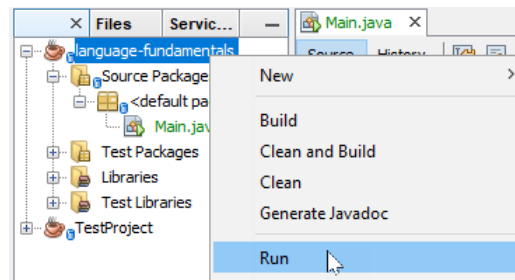 × Files Servic... —
Main.java ×
language-fundamentals
Source History
Source Package
<default pa
Main.jav
Test Packages
Libraries
Test Libraries
TestProject
New >
Build
Clean and Build
Clean
Generate Javadoc
Run